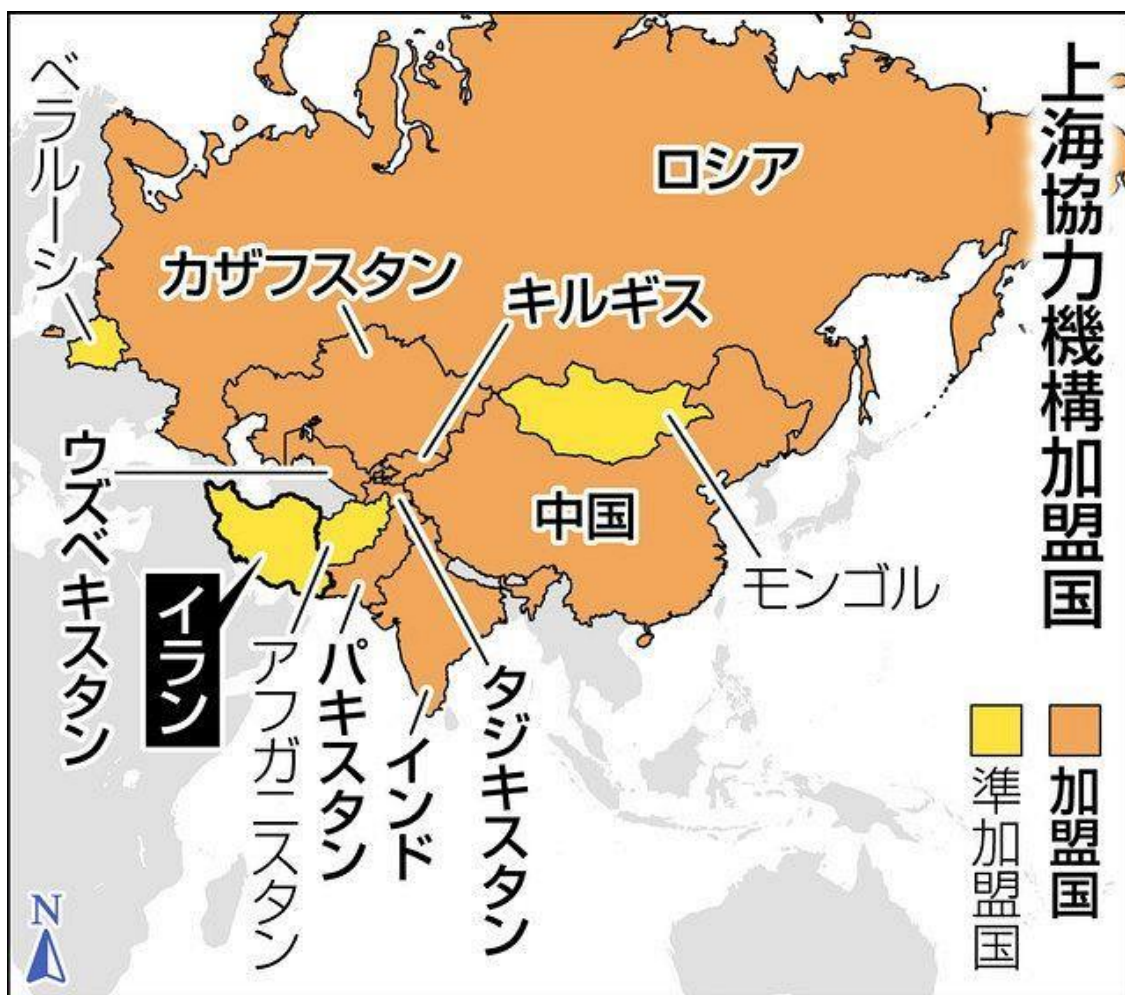 上海協力機構加盟国
加盟国
準加盟国
ロシア
ベラルーシ
カザフスタン
キルギス
中国
モンゴル
ウズベキスタン
イラン
アフガニスタン
パキスタン
インド
タジキスタン
N